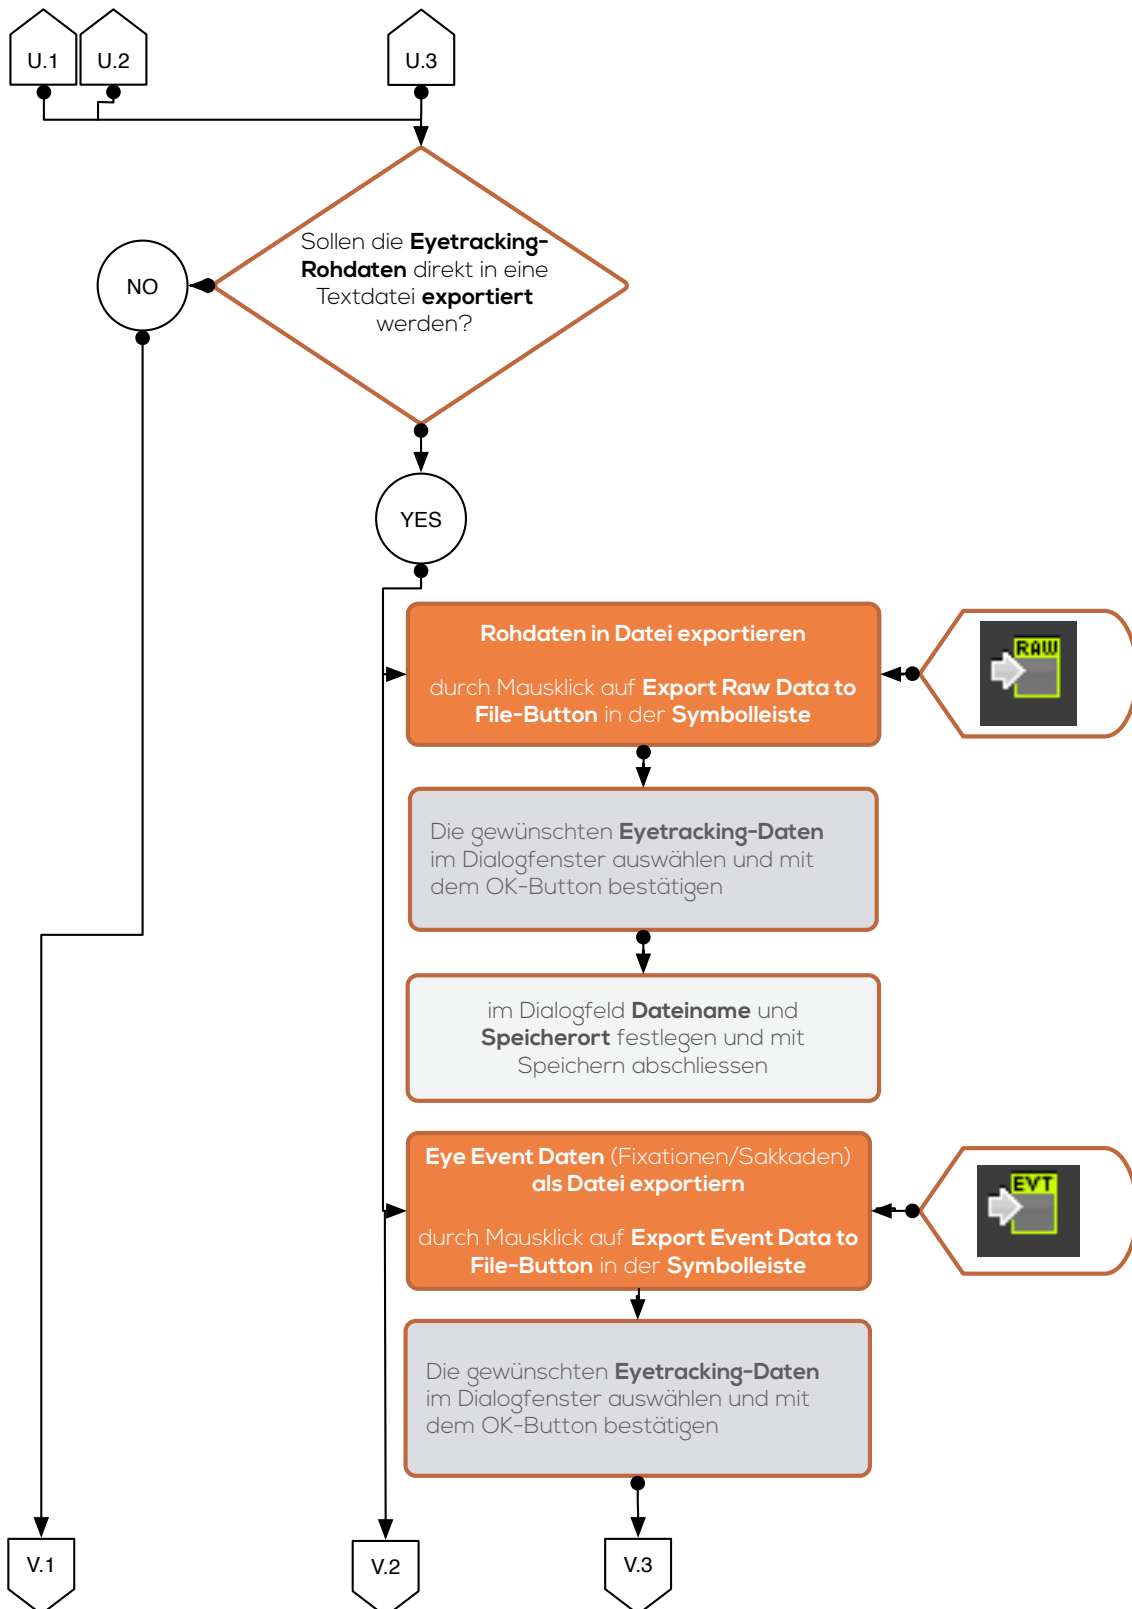 U.1
U.2
U.3
Sollen die Eyetracking-
Rohdaten direkt in eine
Textdatei exportiert
werden?
NO
YES
Rohdaten in Datei exportieren
durch Mausklick auf Export Raw Data to
File-Button in der Symbolleiste
RAW
Die gewünschten Eyetracking-Daten
im Dialogfenster auswählen und mit
dem OK-Button bestätigen
im Dialogfeld Dateiname und
Speicherort festlegen und mit
Speichern abschliessen
Eye Event Daten (Fixationen/Sakkaden)
als Datei exportiern
durch Mausklick auf Export Event Data to
File-Button in der Symbolleiste
EVT
Die gewünschten Eyetracking-Daten
im Dialogfenster auswählen und mit
dem OK-Button bestätigen
V.1
V.2
V.3